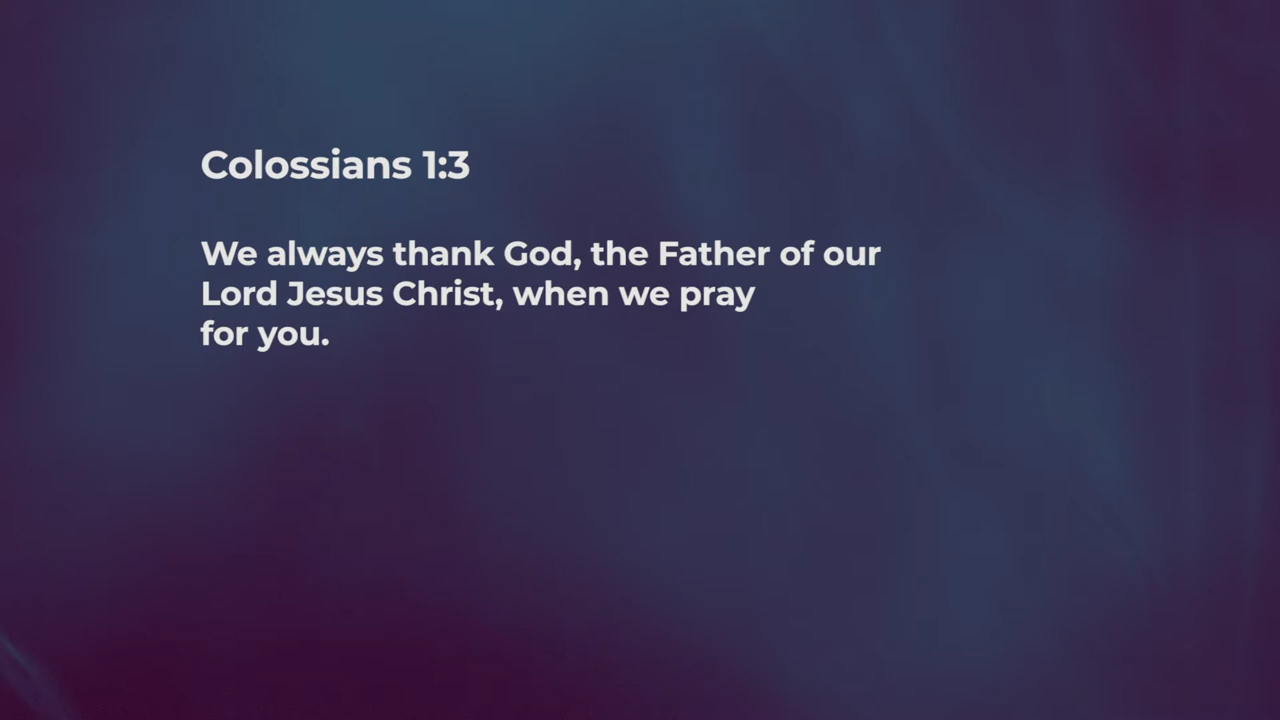 Colossians 1:3
We always thank God, the Father of our
Lord Jesus Christ, when we pray
for you.